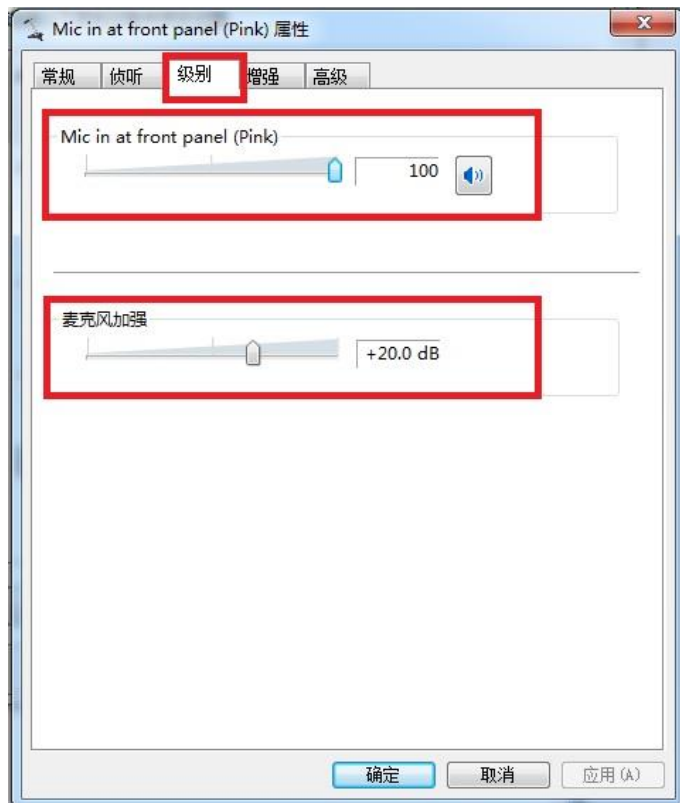 Mic in at front panel (Pink) 属性
常规 侦听 级别 增强 高级
Mic in at front panel (Pink)
100
麦克风加强
+20.0 dB
确定 取消 应用(A)